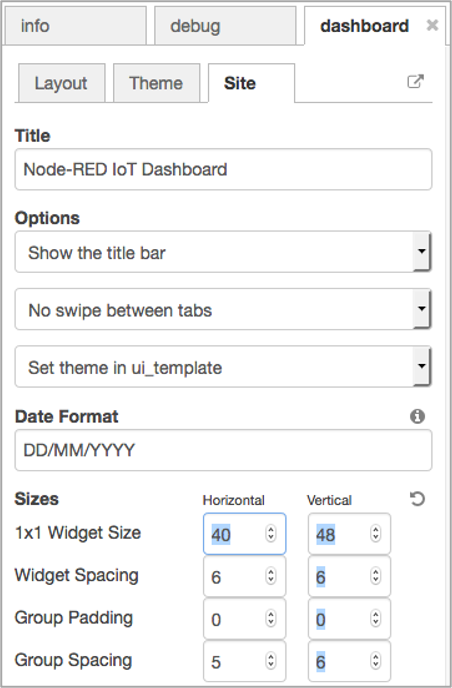 info debug dashboard
Layout Theme Site
Title
Node-RED IoT Dashboard
Options
Show the title bar
No swipe between tabs
Set theme in ui_template
Date Format
DD/MM/YYYY
Sizes Horizontal Vertical
1x1 Widget Size 40 48
Widget Spacing 6 6
Group Padding 0 0
Group Spacing 5 6